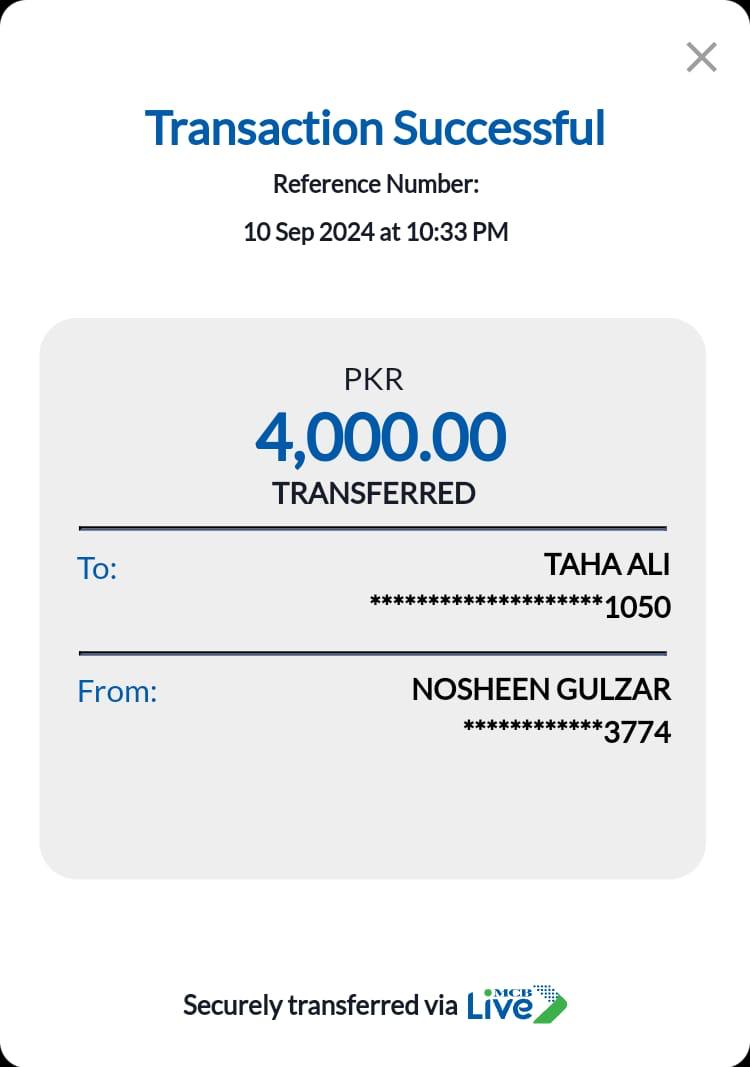 Transaction Successful
Reference Number:
10 Sep 2024 at 10:33 PM
PKR
4,000.00
TRANSFERRED
To:
TAHA ALI
********************1050
From:
NOSHEEN GULZAR
************3774
Securely transferred via MCB Live